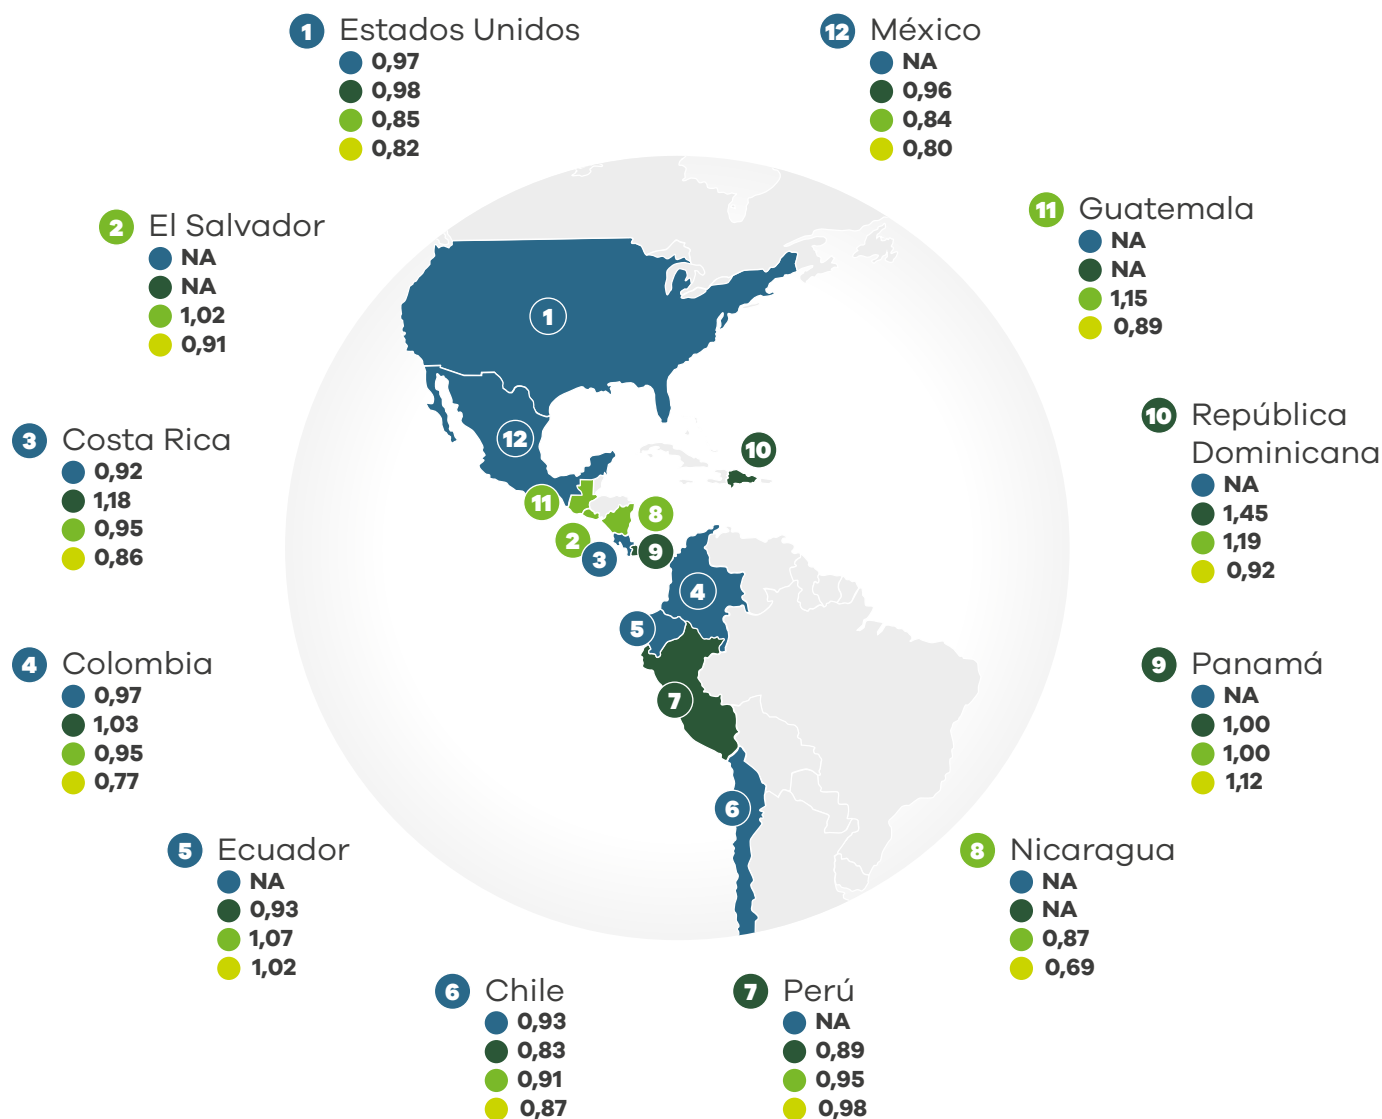 1 Estados Unidos
0,97
0,98
0,85
0,82
12 México
NA
0,96
0,84
0,80
2 El Salvador
NA
NA
1,02
0,91
11 Guatemala
NA
NA
1,15
0,89
3 Costa Rica
0,92
1,18
0,95
0,86
10 República
Dominicana
NA
1,45
1,19
0,92
4 Colombia
0,97
1,03
0,95
0,77
9 Panamá
NA
1,00
1,00
1,12
5 Ecuador
NA
0,93
1,07
1,02
8 Nicaragua
NA
NA
0,87
0,69
6 Chile
0,93
0,83
0,91
0,87
7 Perú
NA
0,89
0,95
0,98
1
12
10
11
8
2
3
9
4
5
7
6